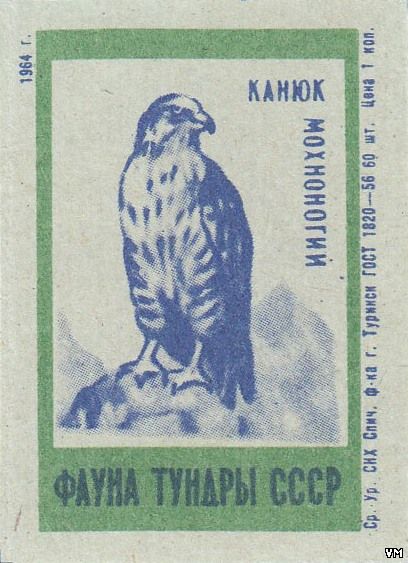 1964 г.
КАНЮК
МОХНОНОГИЙ
ФАУНА ТУНДРЫ СССР
Ср. Ур. СНХ Спич. ф-ка г. Туринск ГОСТ 1820—56 60 шт. Цена 1 коп.
VM